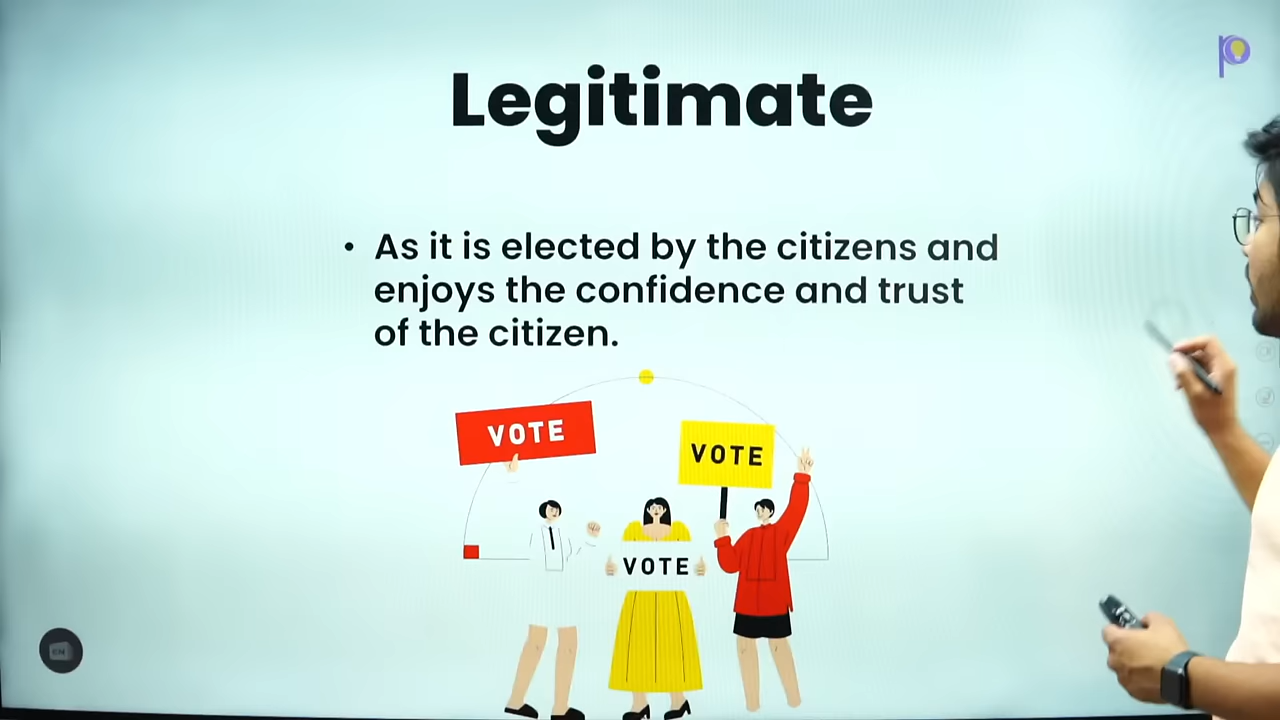 Legitimate
• As it is elected by the citizens and
enjoys the confidence and trust
of the citizen.
VOTE
VOTE
VOTE